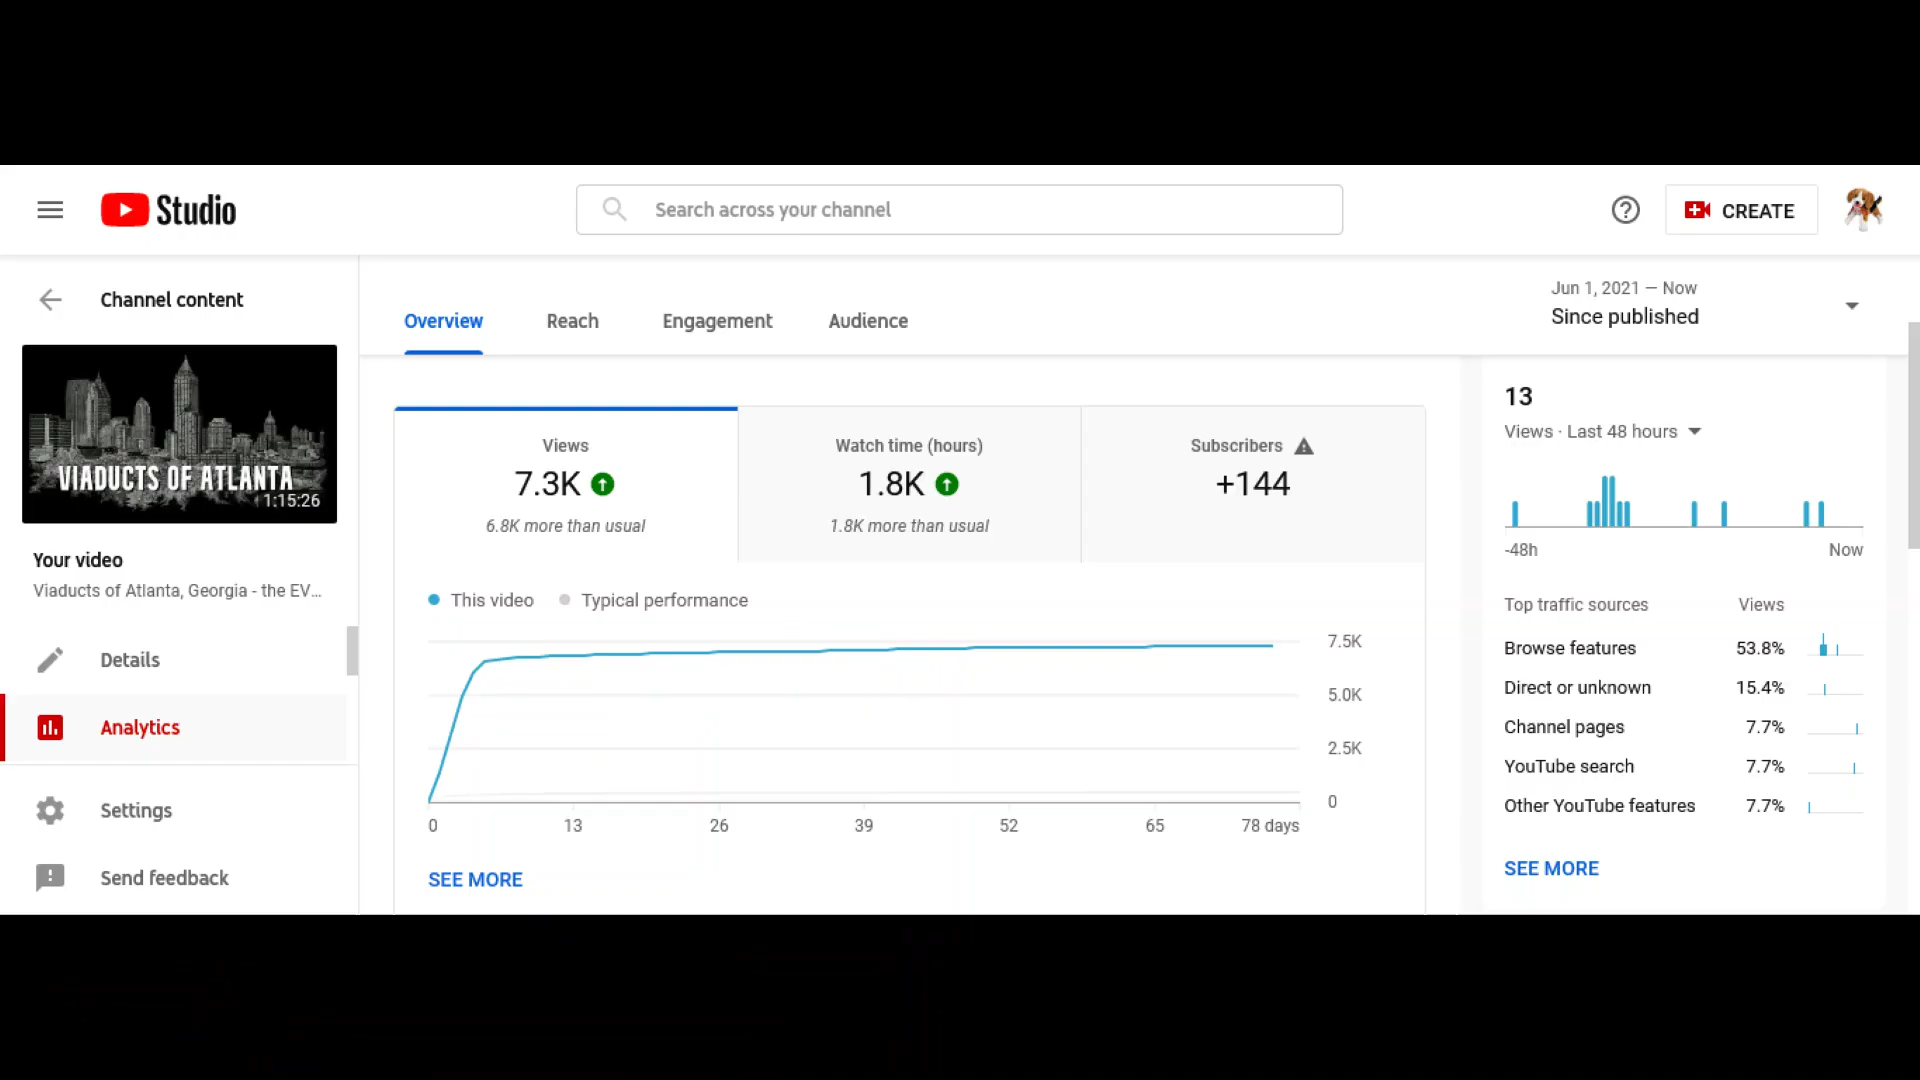 Studio
Search across your channel
CREATE
Channel content
VIADUCTS OF ATLANTA
1:15:26
Your video
Viaducts of Atlanta, Georgia - the EV...
Details
Analytics
Settings
Send feedback
Overview
Reach
Engagement
Audience
Jun 1, 2021 – Now
Since published
Views
7.3K
6.8K more than usual
Watch time (hours)
1.8K
1.8K more than usual
Subscribers
+144
This video
Typical performance
7.5K
5.0K
2.5K
0
0 13 26 39 52 65 78 days
SEE MORE
13
Views · Last 48 hours
-48h Now
Top traffic sources Views
Browse features 53.8%
Direct or unknown 15.4%
Channel pages 7.7%
YouTube search 7.7%
Other YouTube features 7.7%
SEE MORE